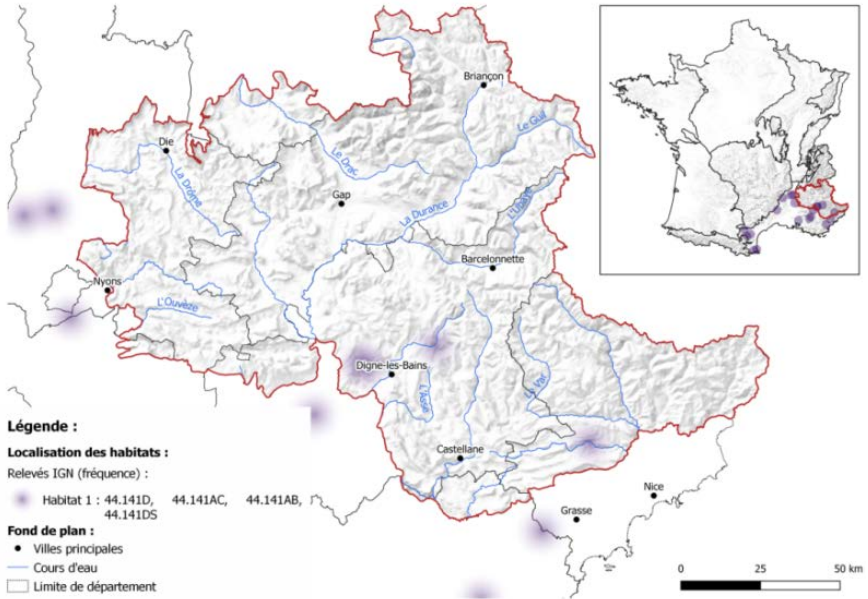 Briançon
Le Guil
Die
Le Drac
La Drôme
Gap
L'Ubaye
La Durance
Barcelonnette
Nyons
L'Ouvèze
Digne-les-Bains
L'Asse
Le Var
Castellane
Nice
Grasse
Légende :
Localisation des habitats :
Relevés IGN (fréquence) :
Habitat 1 : 44.141D, 44.141AC, 44.141AB,
44.141DS
Fond de plan :
Villes principales
Cours d'eau
Limite de département
0 25 50 km